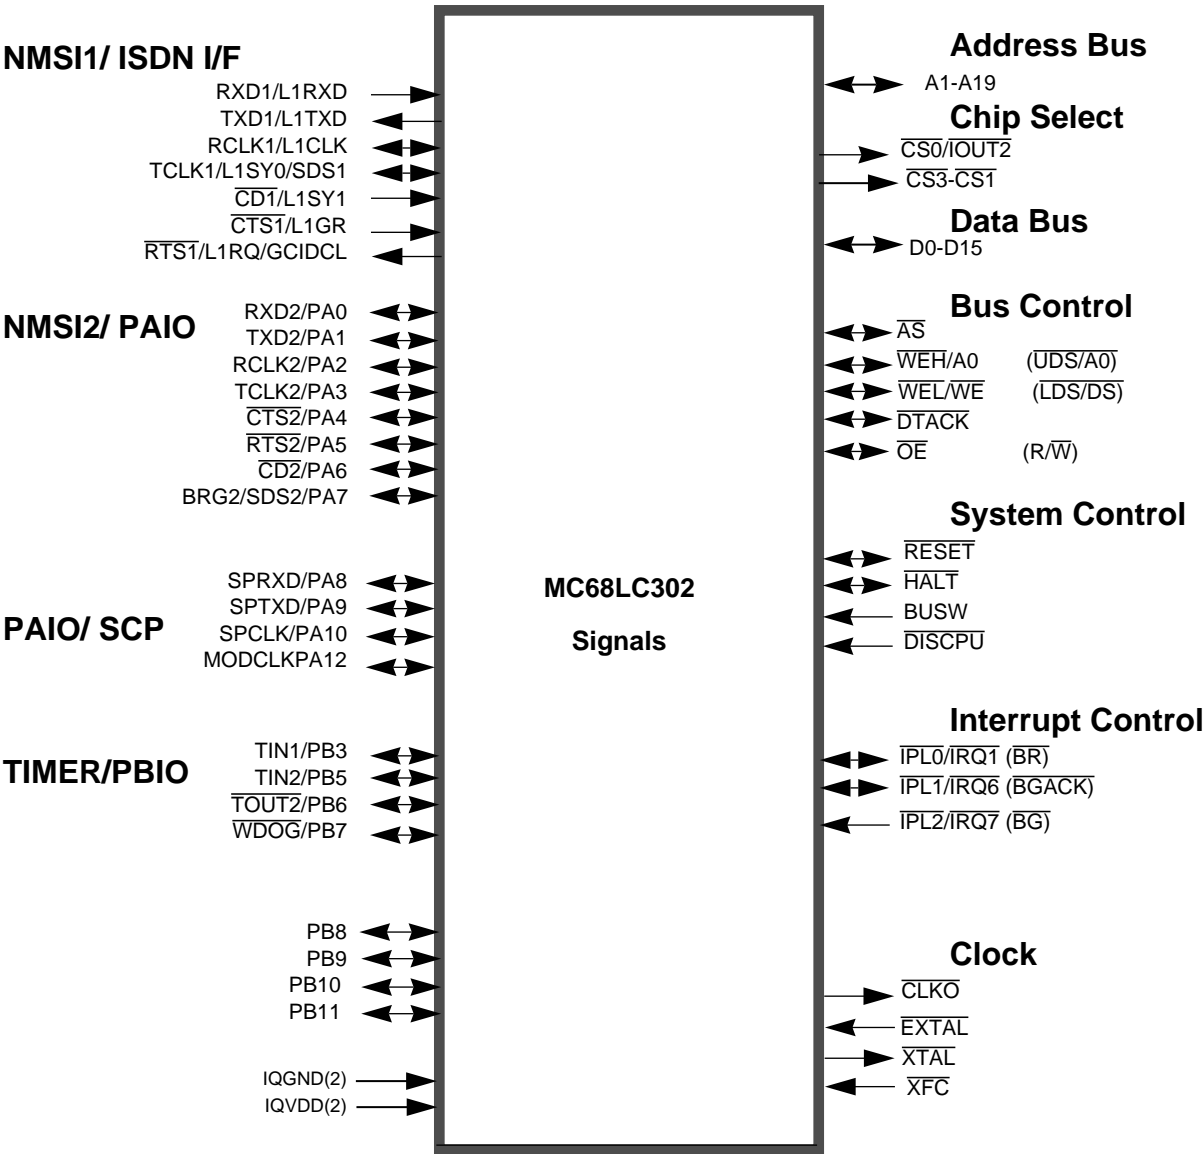 NMSI1/ ISDN I/F
RXD1/L1RXD
TXD1/L1TXD
RCLK1/L1CLK
TCLK1/L1SY0/SDS1
CD1/L1SY1
CTS1/L1GR
RTS1/L1RQ/GCIDCL
NMSI2/ PAIO
RXD2/PA0
TXD2/PA1
RCLK2/PA2
TCLK2/PA3
CTS2/PA4
RTS2/PA5
CD2/PA6
BRG2/SDS2/PA7
PAIO/ SCP
SPRXD/PA8
SPTXD/PA9
SPCLK/PA10
MODCLKPA12
TIMER/PBIO
TIN1/PB3
TIN2/PB5
TOUT2/PB6
WDOG/PB7
PB8
PB9
PB10
PB11
IQGND(2)
IQVDD(2)
MC68LC302
Signals
Address Bus
A1-A19
Chip Select
CS0/IOUT2
CS3-CS1
Data Bus
D0-D15
Bus Control
AS
WEH/A0 (UDS/A0)
WEL/WE (LDS/DS)
DTACK
OE (R/W)
System Control
RESET
HALT
BUSW
DISCPU
Interrupt Control
IPL0/IRQ1 (BR)
IPL1/IRQ6 (BGACK)
IPL2/IRQ7 (BG)
Clock
CLKO
EXTAL
XTAL
XFC